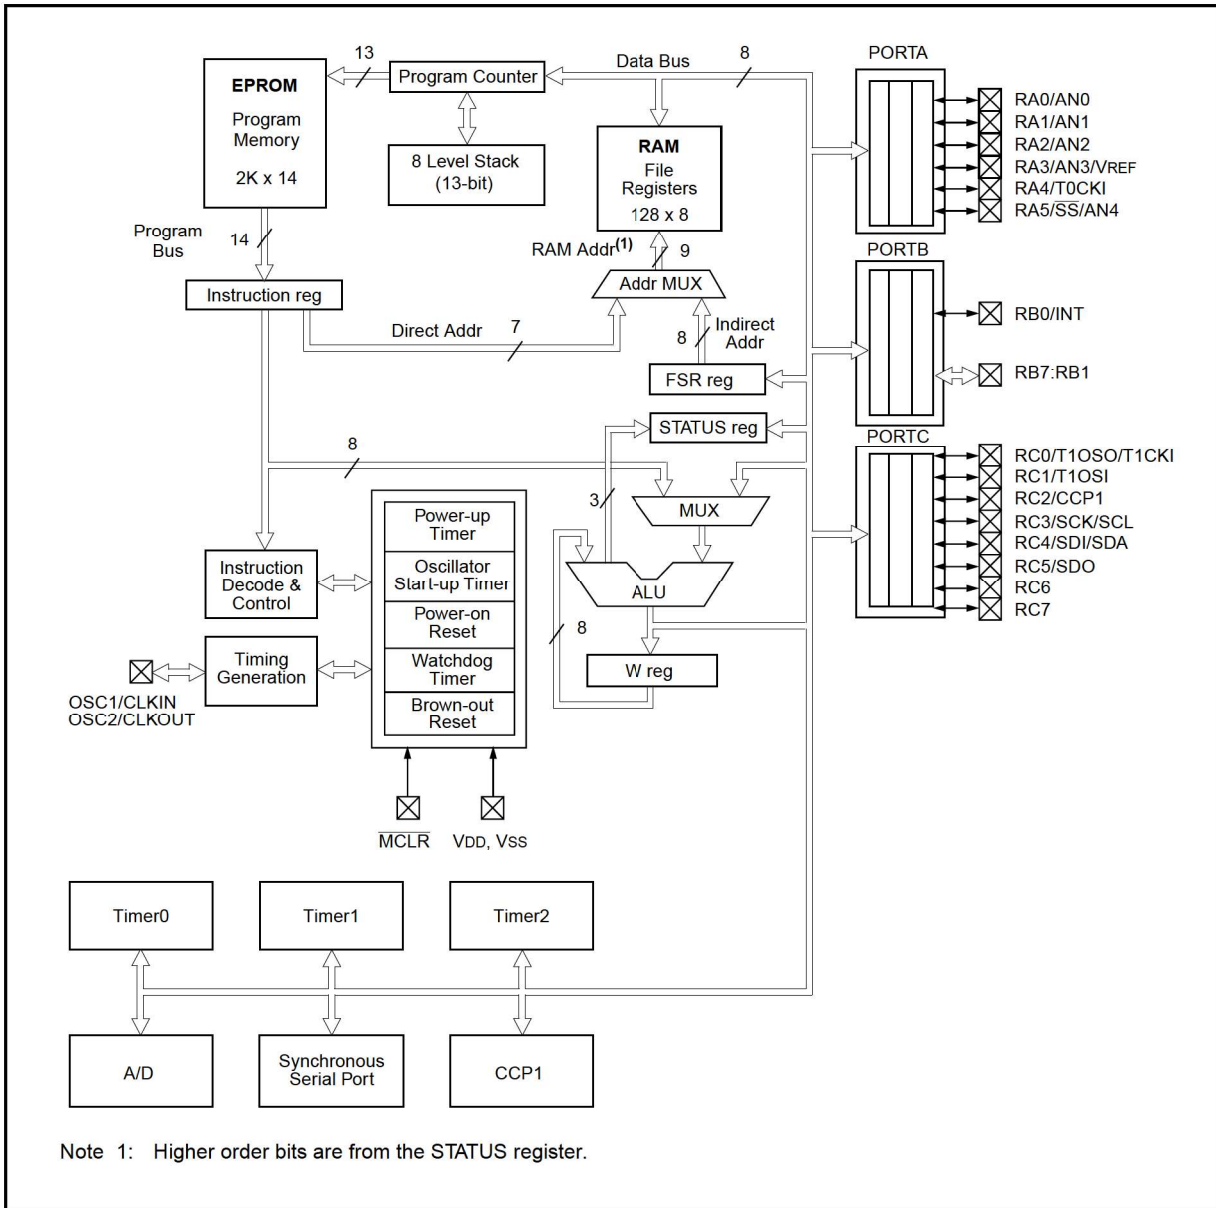 EPROM
Program
Memory
2K x 14
13
Program Counter
8 Level Stack
(13-bit)
Data Bus
8
RAM
File
Registers
128 x 8
RAM Addr(1)
9
Program
Bus
14
Instruction reg
Addr MUX
Direct Addr
7
8
Indirect
Addr
FSR reg
STATUS reg
8
3
MUX
ALU
8
W reg
Power-up
Timer
Oscillator
Start-up Timer
Power-on
Reset
Watchdog
Timer
Brown-out
Reset
Instruction
Decode &
Control
Timing
Generation
OSC1/CLKIN
OSC2/CLKOUT
MCLR
VDD, VSS
PORTA
RA0/AN0
RA1/AN1
RA2/AN2
RA3/AN3/VREF
RA4/T0CKI
RA5/SS/AN4
PORTB
RB0/INT
RB7:RB1
PORTC
RC0/T1OSO/T1CKI
RC1/T1OSI
RC2/CCP1
RC3/SCK/SCL
RC4/SDI/SDA
RC5/SDO
RC6
RC7
Timer0
Timer1
Timer2
A/D
Synchronous
Serial Port
CCP1
Note 1: Higher order bits are from the STATUS register.